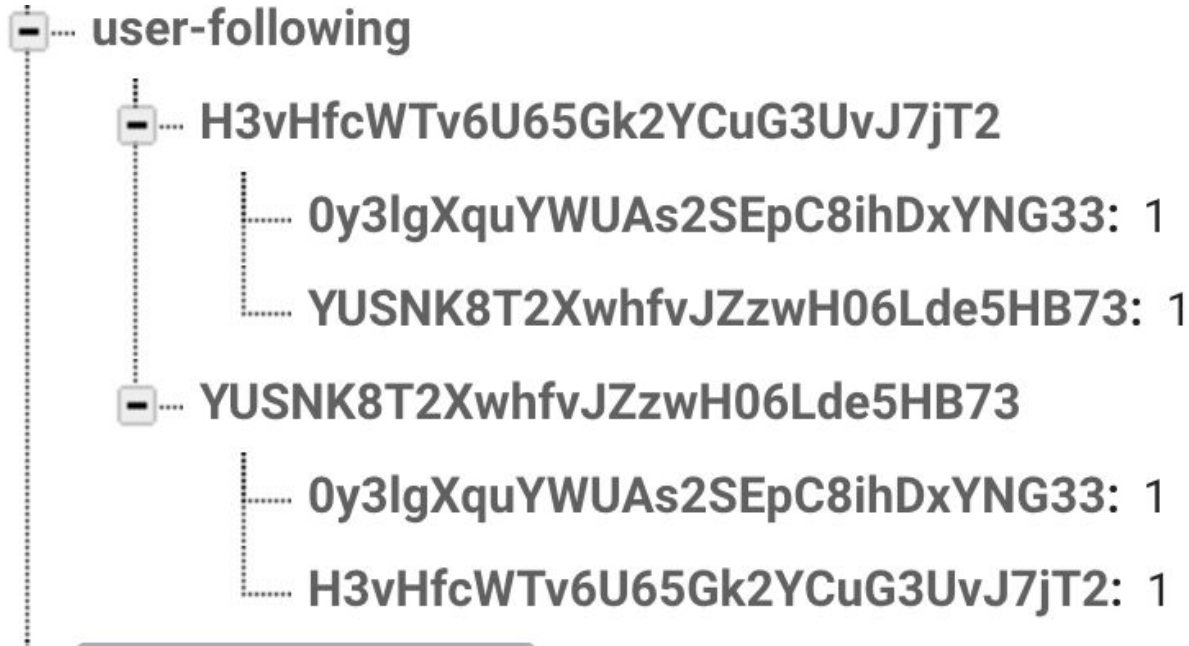 user-following
H3vHfcWTv6U65Gk2YCuG3UvJ7jT2
0y3lgXquYWUAs2SEpC8ihDxYNG33: 1
YUSNK8T2XwhfvJZzwH06Lde5HB73: 1
YUSNK8T2XwhfvJZzwH06Lde5HB73
0y3lgXquYWUAs2SEpC8ihDxYNG33: 1
H3vHfcWTv6U65Gk2YCuG3UvJ7jT2: 1